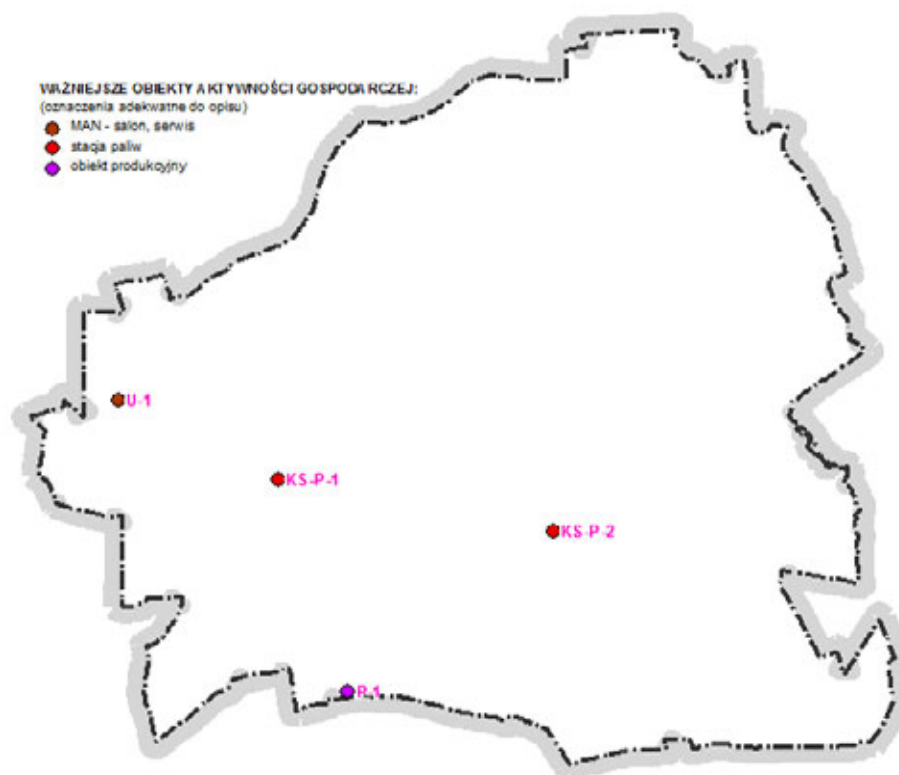 WAŻNIEJSZE OBIEKTY AKTYWNOŚCI GOSPODARCZEJ:
(oznaczenia adekwatne do opisu)
MAN - salon, serwis
stacja paliw
obiekt produkcyjny
U-1
KS-P-1
KS-P-2
P-1